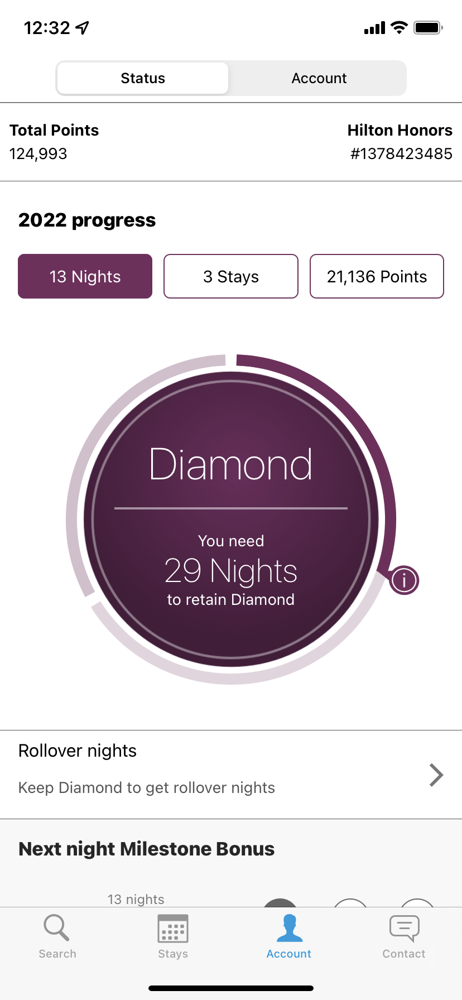 12:32
Status Account
Total Points Hilton Honors
124,993 #1378423485
2022 progress
13 Nights 3 Stays 21,136 Points
Diamond
You need
29 Nights
to retain Diamond
i
Rollover nights
Keep Diamond to get rollover nights
Next night Milestone Bonus
13 nights
Search Stays Account Contact